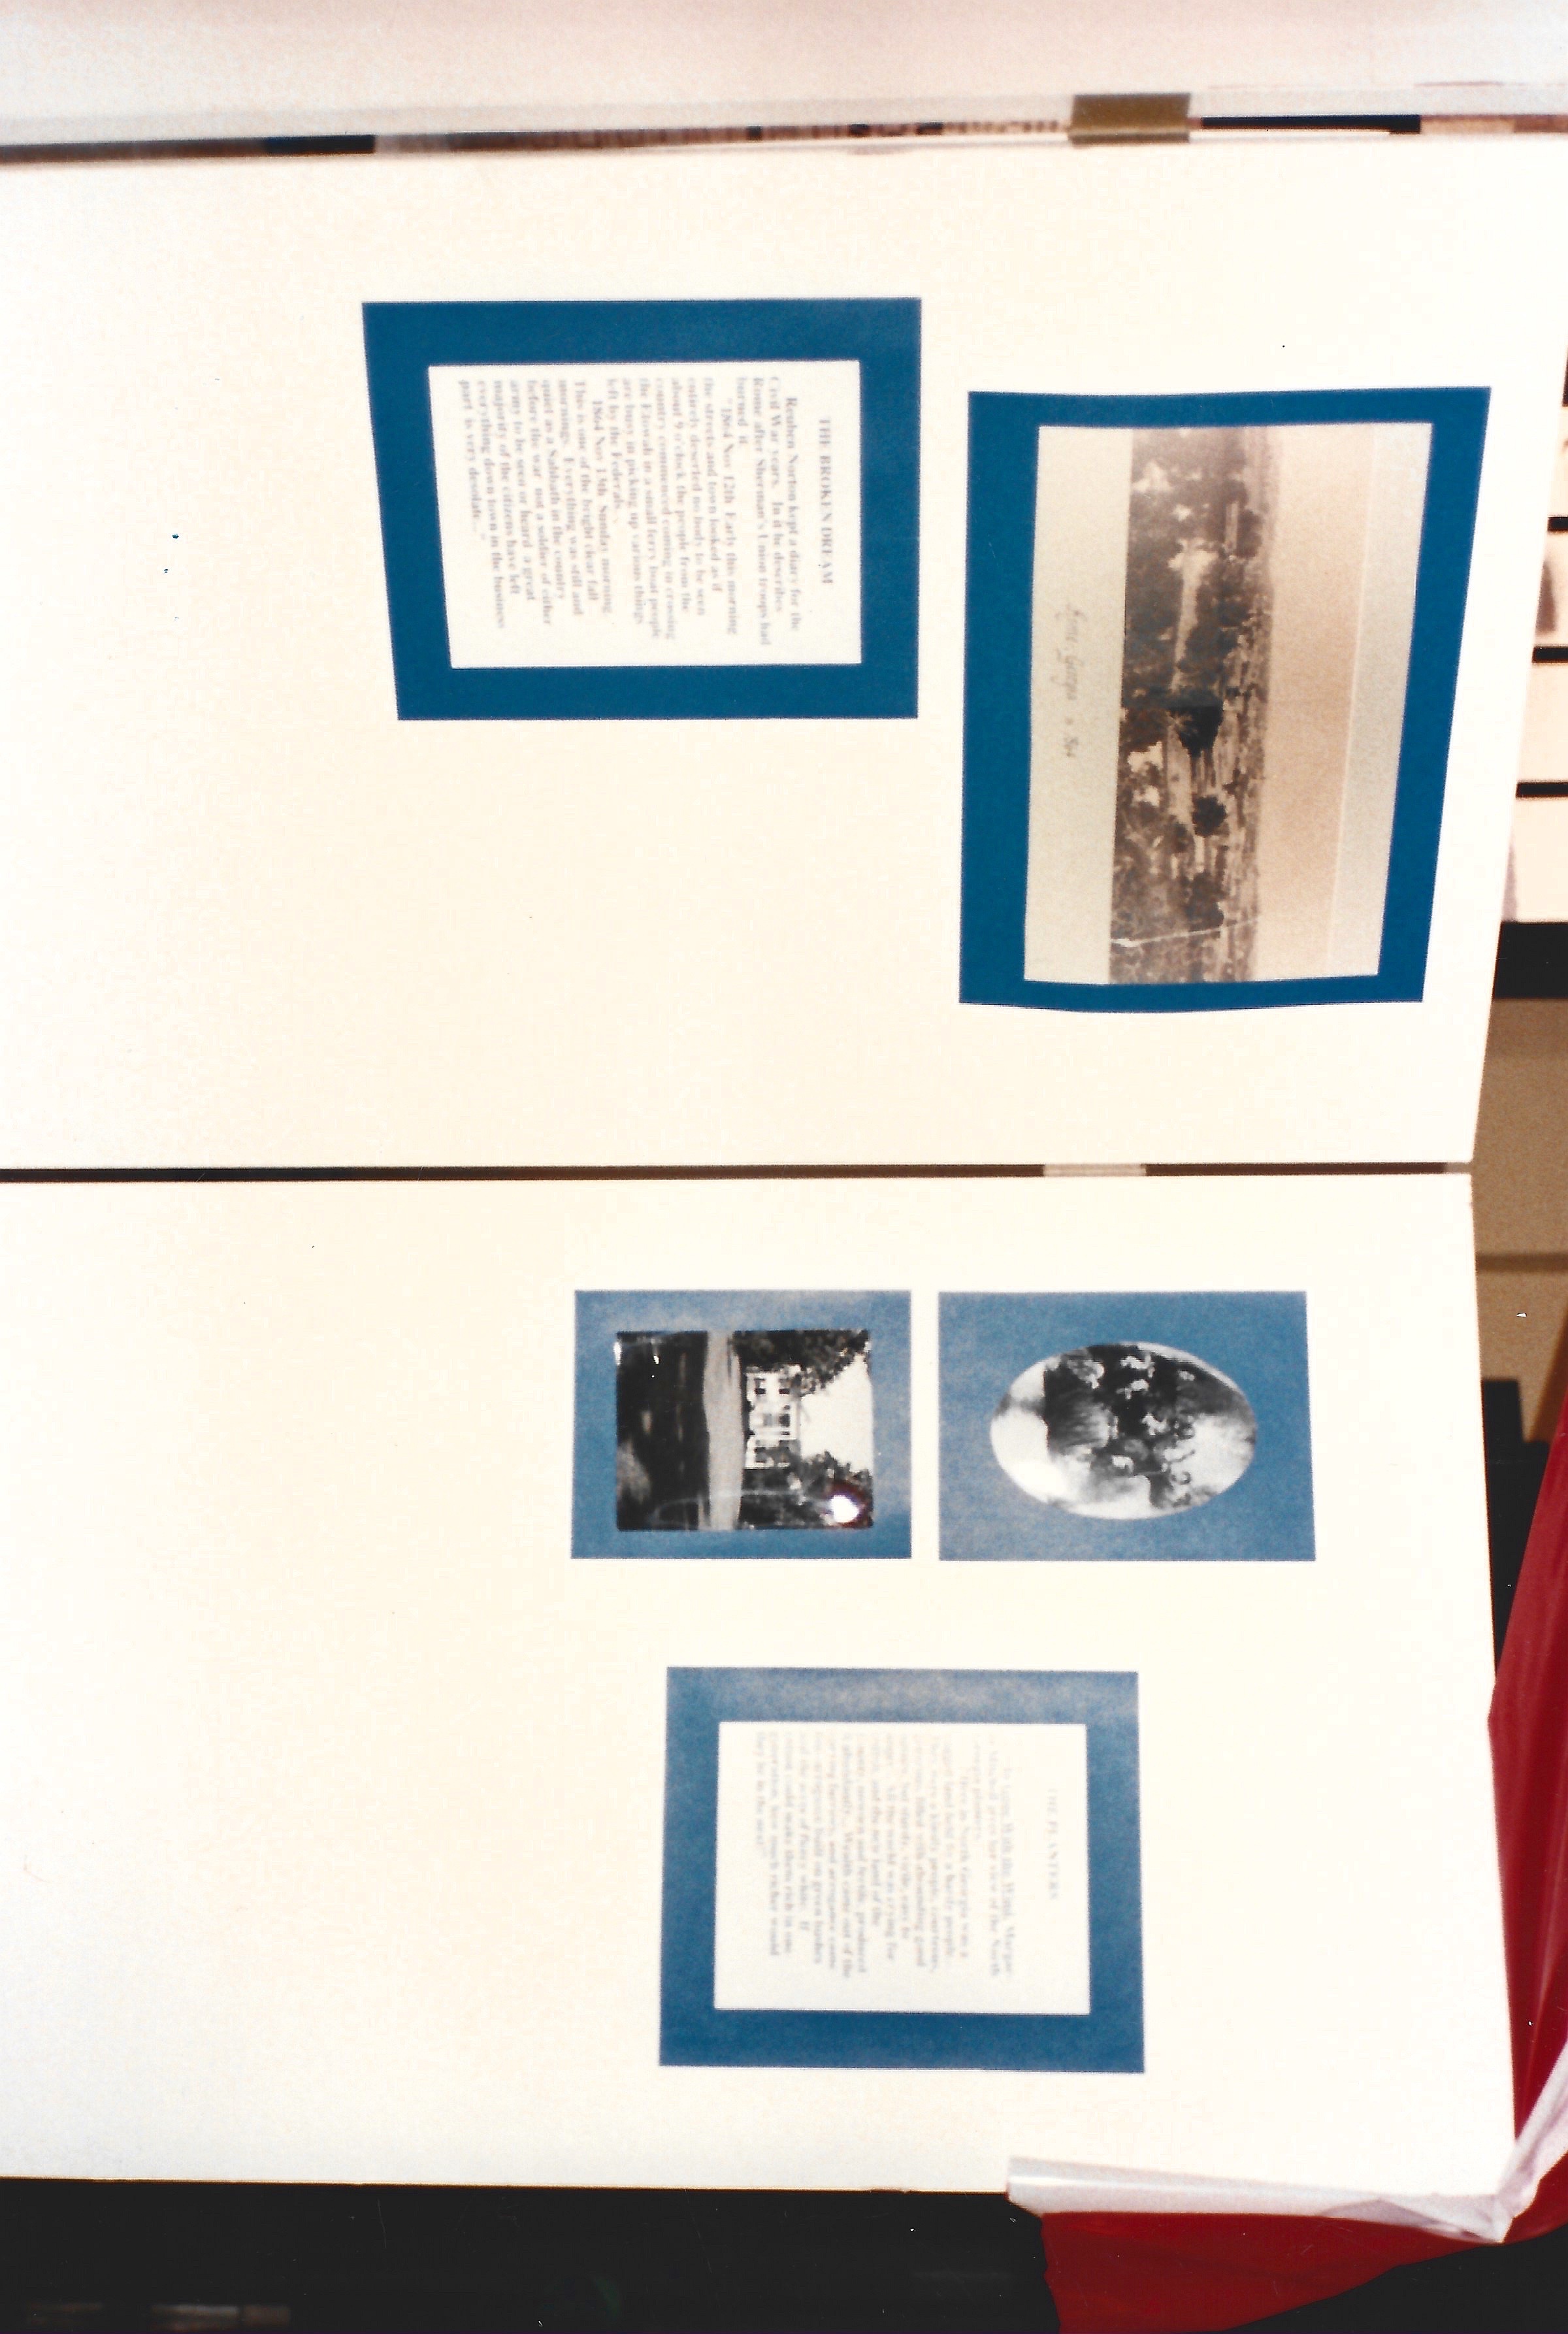 Rome, Georgia in 1864
THE BROKEN DREAM
Reuben Norton kept a diary for the
Civil War years. In it he describes
Rome after Sherman's Union troops had
burned it.
"1864 Nov 12th Early this morning
the streets and town looked as if
entirely deserted no body to be seen
about 9 o'clock the people from the
country commenced coming in crossing
the Etowah in a small ferry boat people
are busy in picking up various things
left by the Federals...
1864 Nov 13th Sunday morning.
This is one of the bright clear fall
mornings. Everything was still and
quiet as a Sabbath in the country
before the war not a soldier of either
army to be seen or heard a great
majority of the citizens have left
everything down town in the business
part is very desolate..."
THE PLANTERS
In Gone With the Wind, Margar-
et Mitchell gives her view of the North
Georgia planters.
"Here in North Georgia was a
rugged land held by a hardy people.
They were a kindly people, courteous,
generous, filled with abounding good
nature, but sturdy, virile, easy to
anger... All the world was crying for
cotton, and the new land of the
County, unworn and fertile, produced
it abundantly... Wealth came out of the
curving furrows, and arrogance came
too-arrogance built on green bushes
and the acres of fleecy white. If
cotton could make them rich in one
generation, how much richer would
they be in the next!"